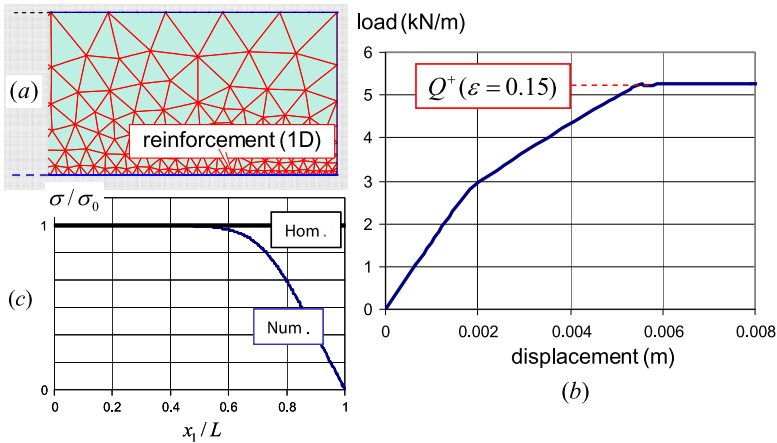 (a)
reinforcement (1D)
σ/σ₀
1
Hom.
(c)
Num.
0
0 0.2 0.4 0.6 0.8 1
x₁/L
load (kN/m)
6
Q⁺(ε = 0.15)
5
4
3
2
1
0
0 0.002 0.004 0.006 0.008
displacement (m)
(b)